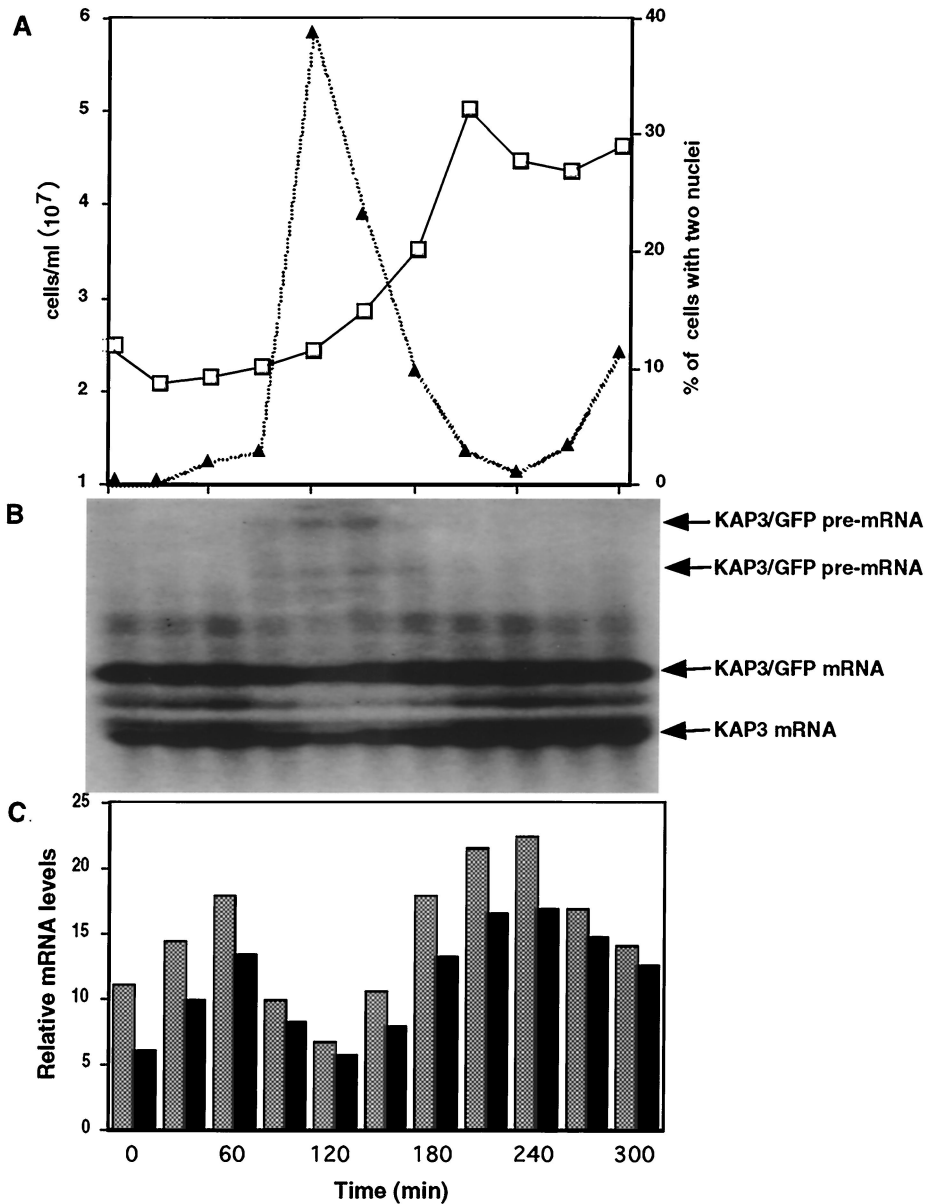 A
6
5
4
3
2
1
cells/ml (10⁷)
40
30
20
10
0
% of cells with two nuclei
B
KAP3/GFP pre-mRNA
KAP3/GFP pre-mRNA
KAP3/GFP mRNA
KAP3 mRNA
C.
25
20
15
10
5
0
Relative mRNA levels
0 60 120 180 240 300
Time (min)